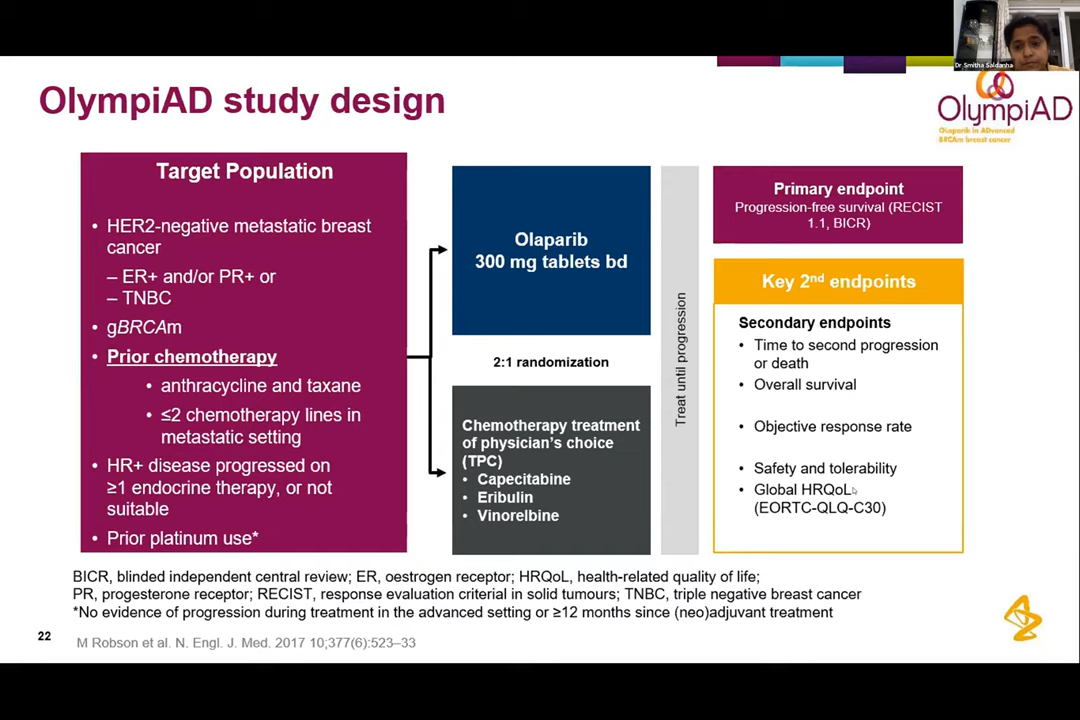 Dr Smitha Saldanha
OlympiAD study design
OlympiAD
Olaparib in ADvanced
BRCAm breast cancer
Target Population
• HER2-negative metastatic breast
cancer
– ER+ and/or PR+ or
– TNBC
• gBRCAm
• Prior chemotherapy
• anthracycline and taxane
• ≤2 chemotherapy lines in
metastatic setting
• HR+ disease progressed on
≥1 endocrine therapy, or not
suitable
• Prior platinum use*
Olaparib
300 mg tablets bd
2:1 randomization
Chemotherapy treatment
of physician's choice
(TPC)
• Capecitabine
• Eribulin
• Vinorelbine
Treat until progression
Primary endpoint
Progression-free survival (RECIST
1.1, BICR)
Key 2nd endpoints
Secondary endpoints
• Time to second progression
or death
• Overall survival
• Objective response rate
• Safety and tolerability
• Global HRQoL
(EORTC-QLQ-C30)
BICR, blinded independent central review; ER, oestrogen receptor; HRQoL, health-related quality of life;
PR, progesterone receptor; RECIST, response evaluation criterial in solid tumours; TNBC, triple negative breast cancer
*No evidence of progression during treatment in the advanced setting or ≥12 months since (neo)adjuvant treatment
22
M Robson et al. N. Engl. J. Med. 2017 10;377(6):523–33